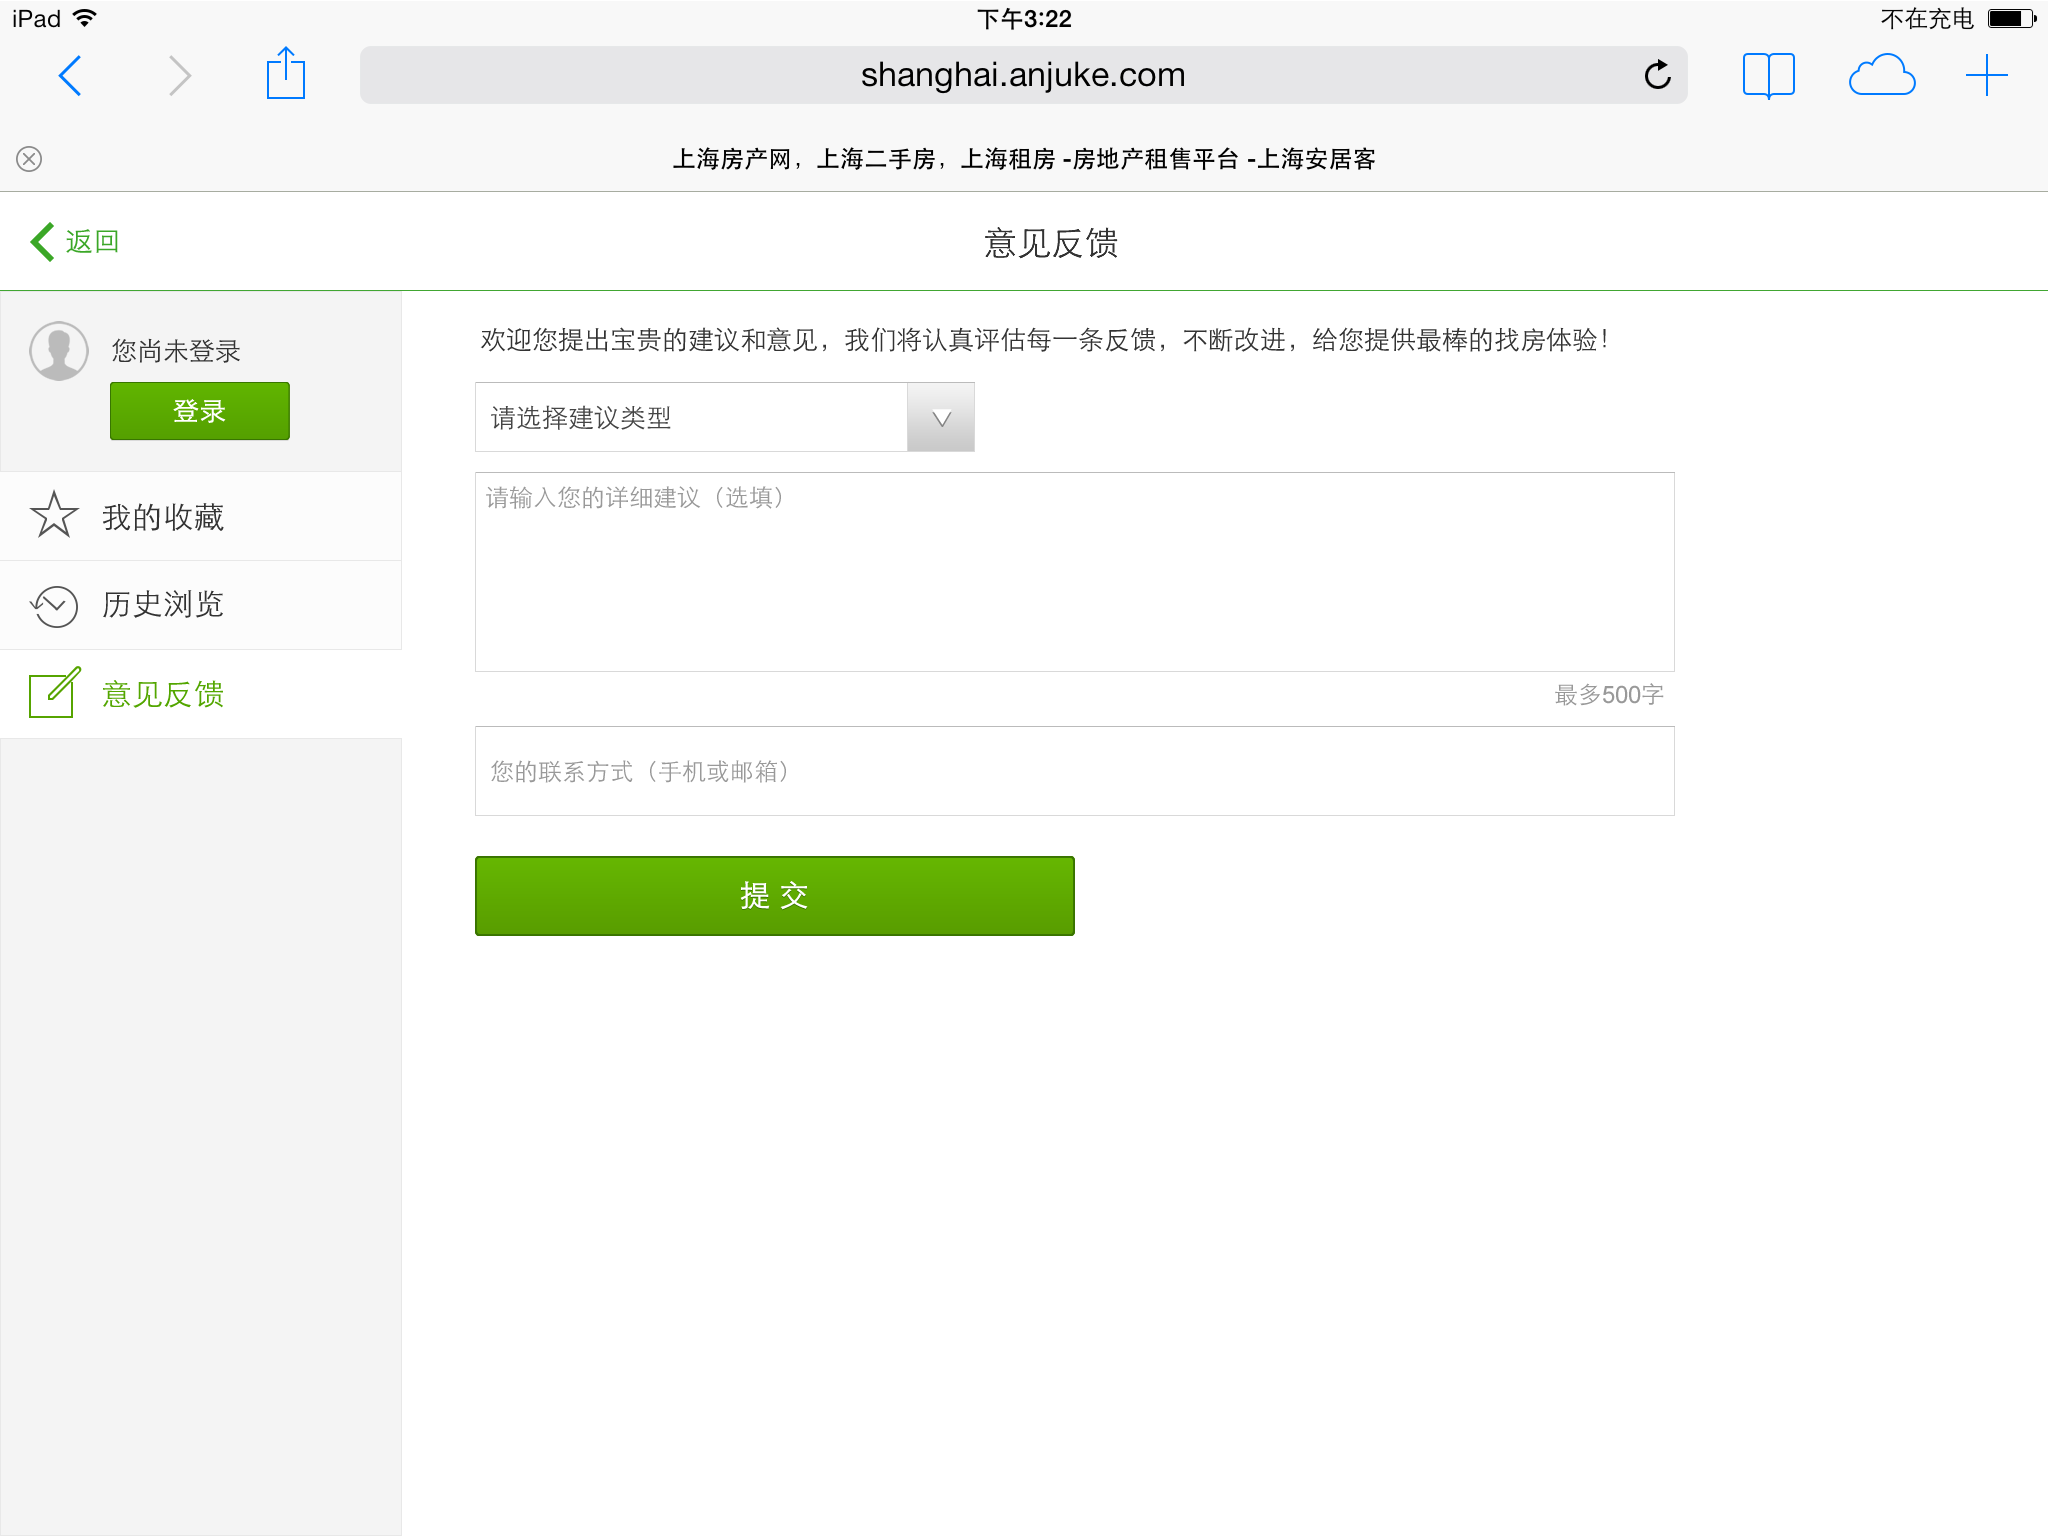 iPad
下午3:22
不在充电
shanghai.anjuke.com
上海房产网，上海二手房，上海租房 -房地产租售平台 -上海安居客
返回
意见反馈
您尚未登录
登录
我的收藏
历史浏览
意见反馈
欢迎您提出宝贵的建议和意见，我们将认真评估每一条反馈，不断改进，给您提供最棒的找房体验！
请选择建议类型
请输入您的详细建议（选填）
最多500字
您的联系方式（手机或邮箱）
提 交